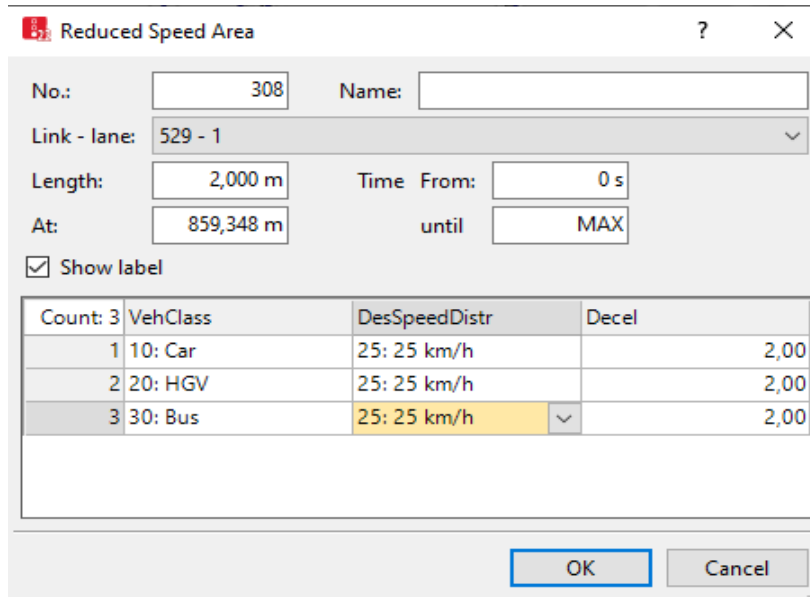 Reduced Speed Area ? ×
No.: 308 Name:
Link - lane: 529 - 1
Length: 2,000 m Time From: 0 s
At: 859,348 m until MAX
Show label
Count: 3 VehClass DesSpeedDistr Decel
1 10: Car 25: 25 km/h 2,00
2 20: HGV 25: 25 km/h 2,00
3 30: Bus 25: 25 km/h 2,00
OK Cancel